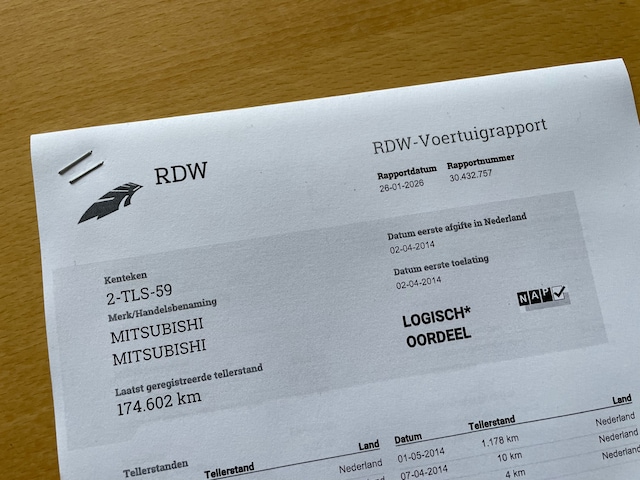 RDW
RDW-Voertuigrapport
Rapportdatum Rapportnummer
26-01-2026 30.432.757
Kenteken
2-TLS-59
Merk/Handelsbenaming
MITSUBISHI
MITSUBISHI
Laatst geregistreerde tellerstand
174.602 km
Datum eerste afgifte in Nederland
02-04-2014
Datum eerste toelating
02-04-2014
LOGISCH*
OORDEEL
NAP
Tellerstanden
Tellerstand Land
Nederland
Nederland
Datum Tellerstand Land
01-05-2014 1.178 km Nederland
07-04-2014 10 km Nederland
4 km Nederland